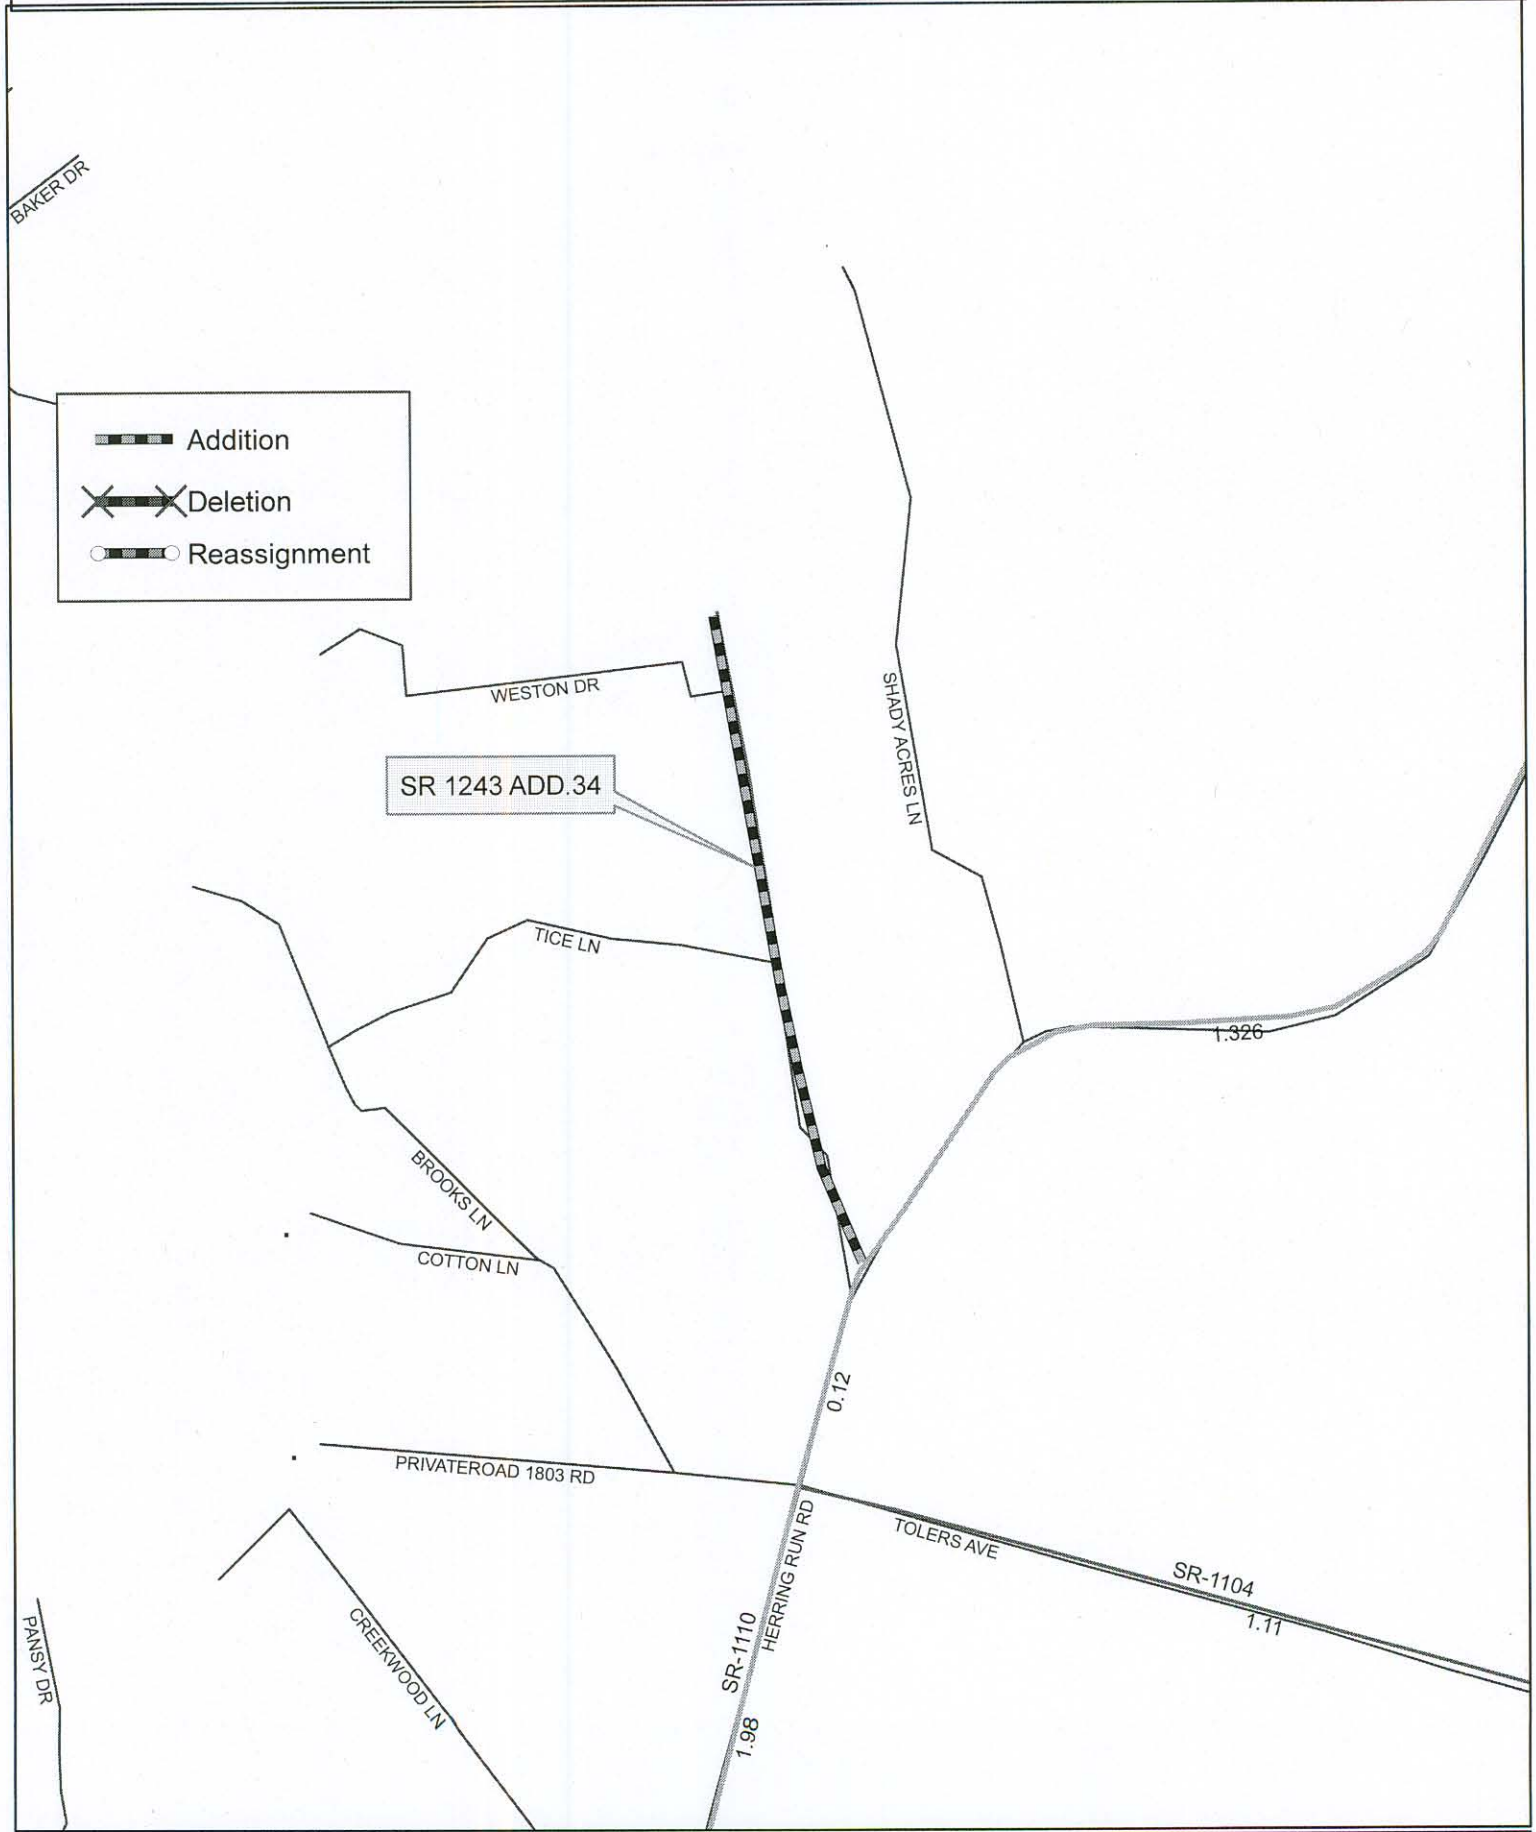 BAKER DR
Addition
Deletion
Reassignment
WESTON DR
SHADY ACRES LN
SR 1243 ADD.34
TICE LN
1.326
BROOKS LN
COTTON LN
0.12
PRIVATEROAD 1803 RD
HERRING RUN RD
TOLERS AVE
SR-1104
1.11
PANSY DR
CREEKWOOD LN
SR-1110
1.98